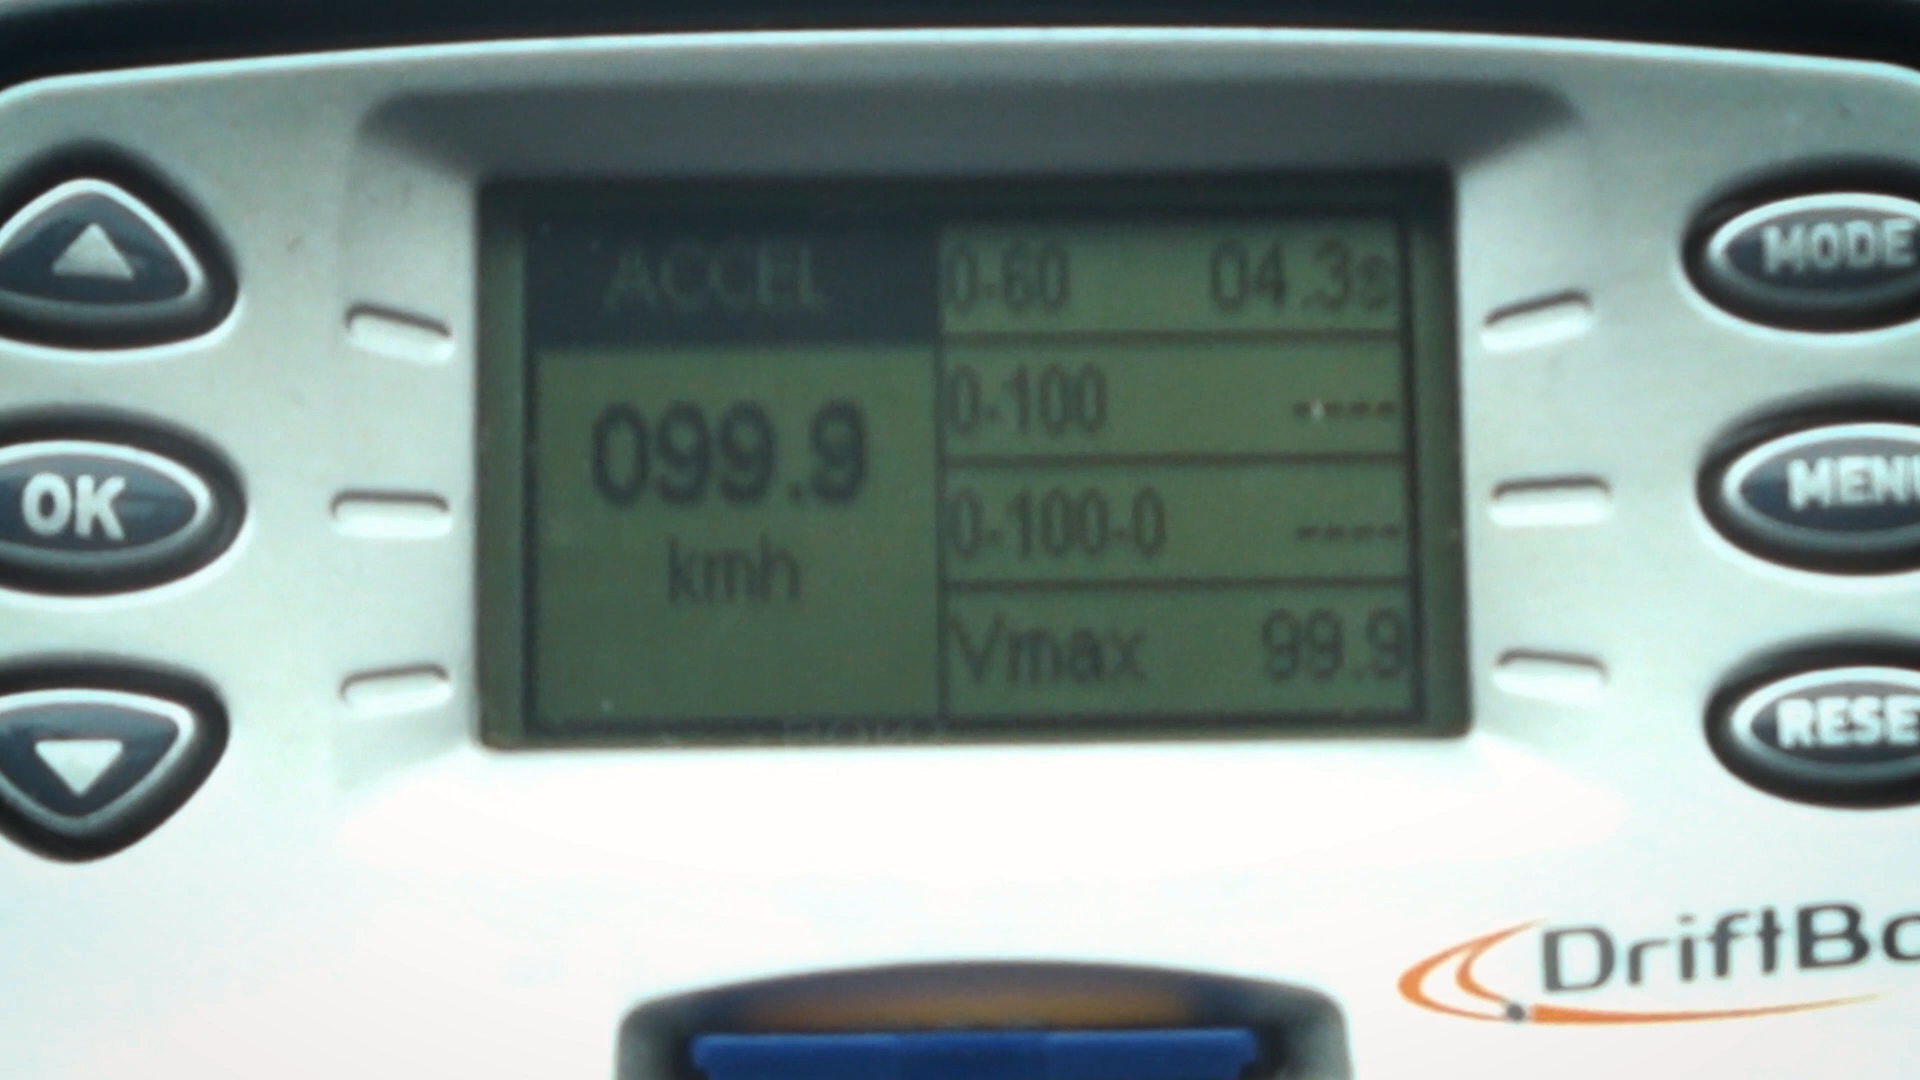 ACCEL
099.9
kmh
0-60 04.3s
0-100 ----
0-100-0 ----
Vmax 99.9
OK
MODE
MENU
RESE
DriftBo